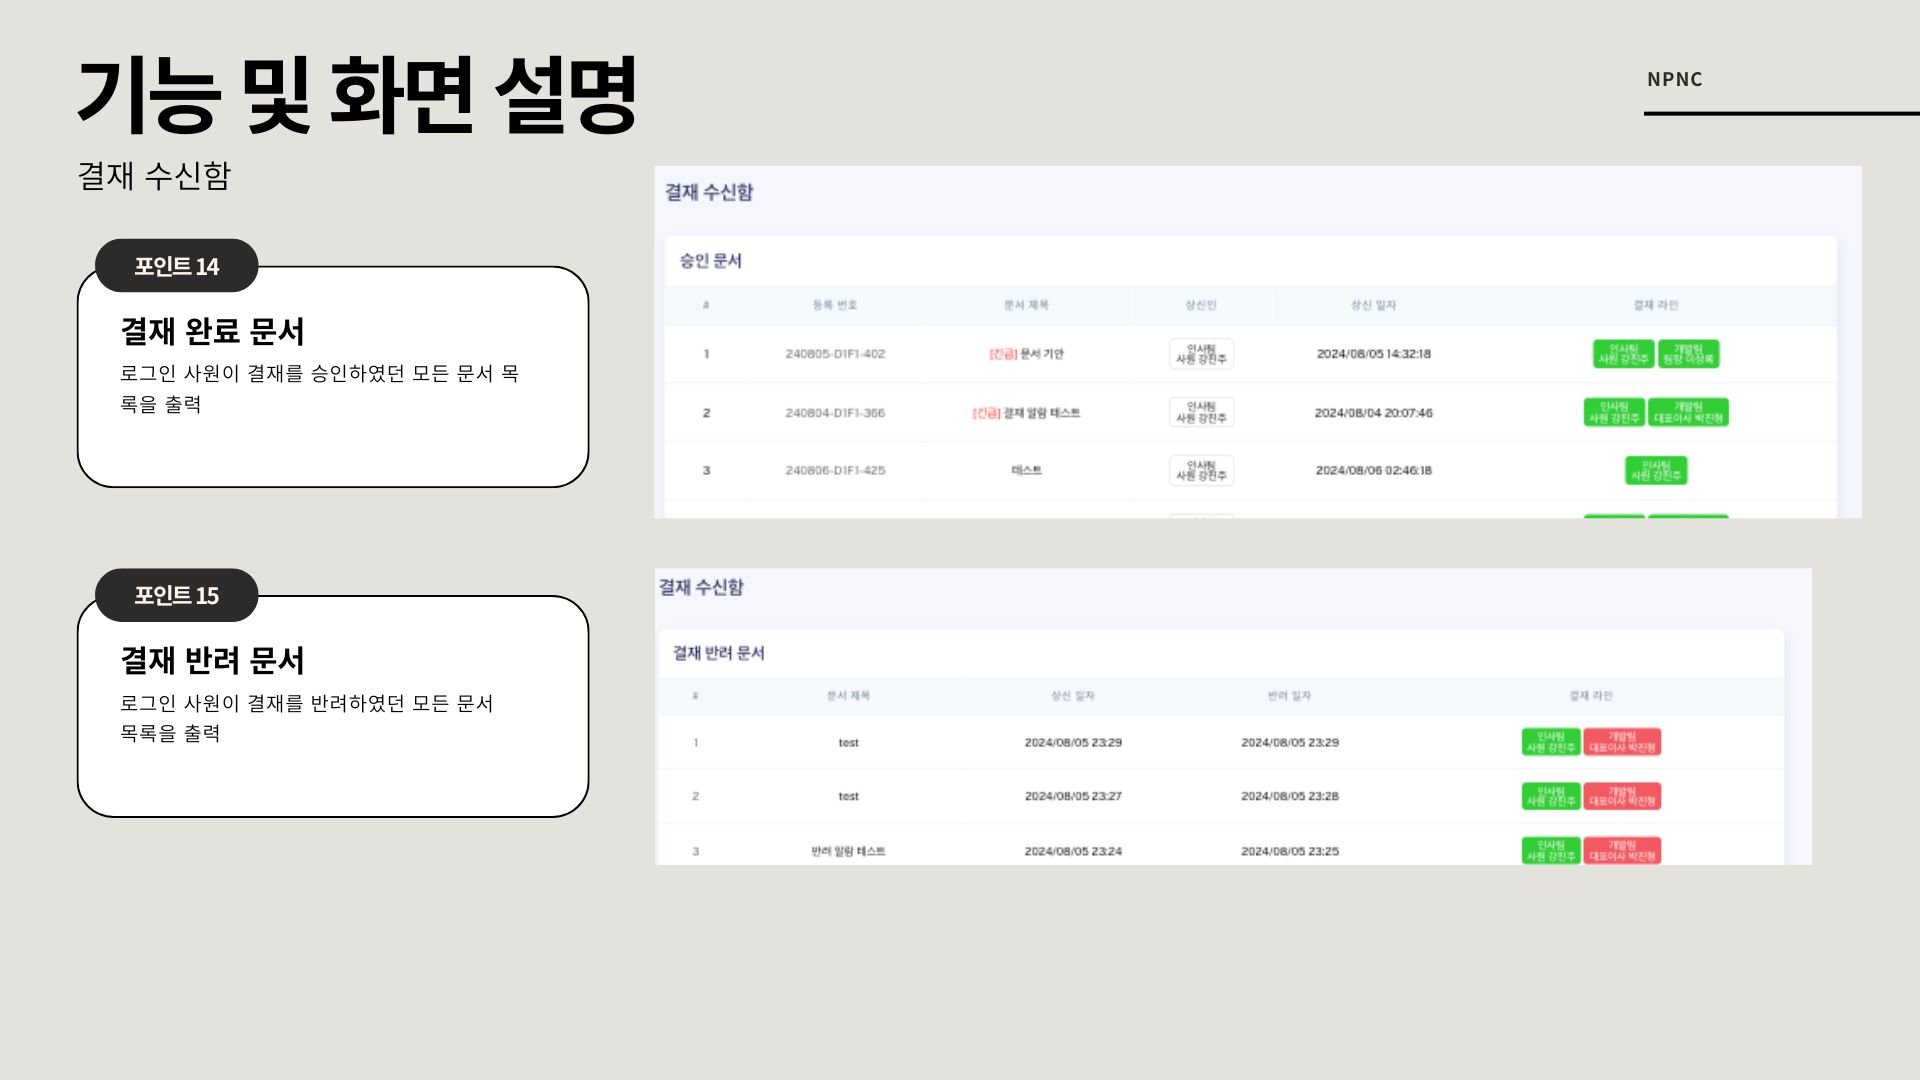 기능 및 화면 설명
NPNC
결재 수신함
포인트 14
결재 완료 문서
로그인 사원이 결재를 승인하였던 모든 문서 목
록을 출력
결재 수신함
승인 문서
# 등록 번호 문서 제목 상신인 상신 일자 결재 라인
1 240805-D1F1-402 [긴급] 문서 기안 인사팀 사원 강진주 2024/08/05 14:32:18 인사팀 사원 강진주 개발팀 팀장 이성록
2 240804-D1F1-366 [긴급] 결재 알람 테스트 인사팀 사원 강진주 2024/08/04 20:07:46 인사팀 사원 강진주 개발팀 대표이사 박진형
3 240806-D1F1-425 테스트 인사팀 사원 강진주 2024/08/06 02:46:18 인사팀 사원 강진주
포인트 15
결재 반려 문서
로그인 사원이 결재를 반려하였던 모든 문서
목록을 출력
결재 수신함
결재 반려 문서
# 문서 제목 상신 일자 반려 일자 결재 라인
1 test 2024/08/05 23:29 2024/08/05 23:29 인사팀 사원 강진주 개발팀 대표이사 박진형
2 test 2024/08/05 23:27 2024/08/05 23:28 인사팀 사원 강진주 개발팀 대표이사 박진형
3 반려 알람 테스트 2024/08/05 23:24 2024/08/05 23:25 인사팀 사원 강진주 개발팀 대표이사 박진형